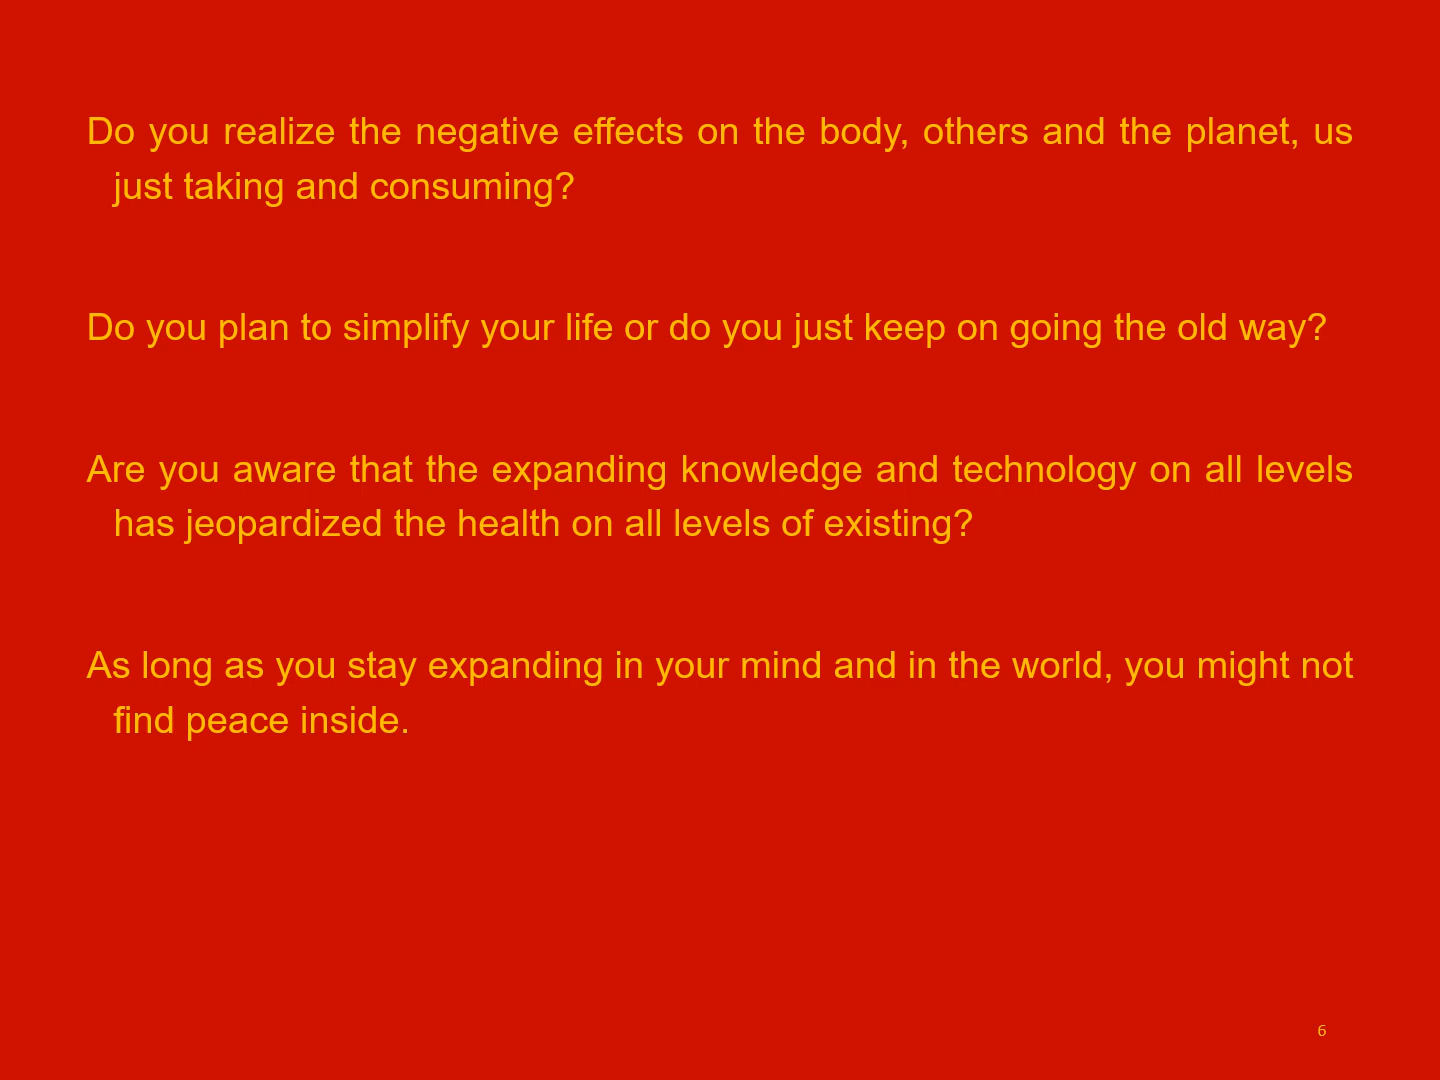 Do you realize the negative effects on the body, others and the planet, us
just taking and consuming?
Do you plan to simplify your life or do you just keep on going the old way?
Are you aware that the expanding knowledge and technology on all levels
has jeopardized the health on all levels of existing?
As long as you stay expanding in your mind and in the world, you might not
find peace inside.
6